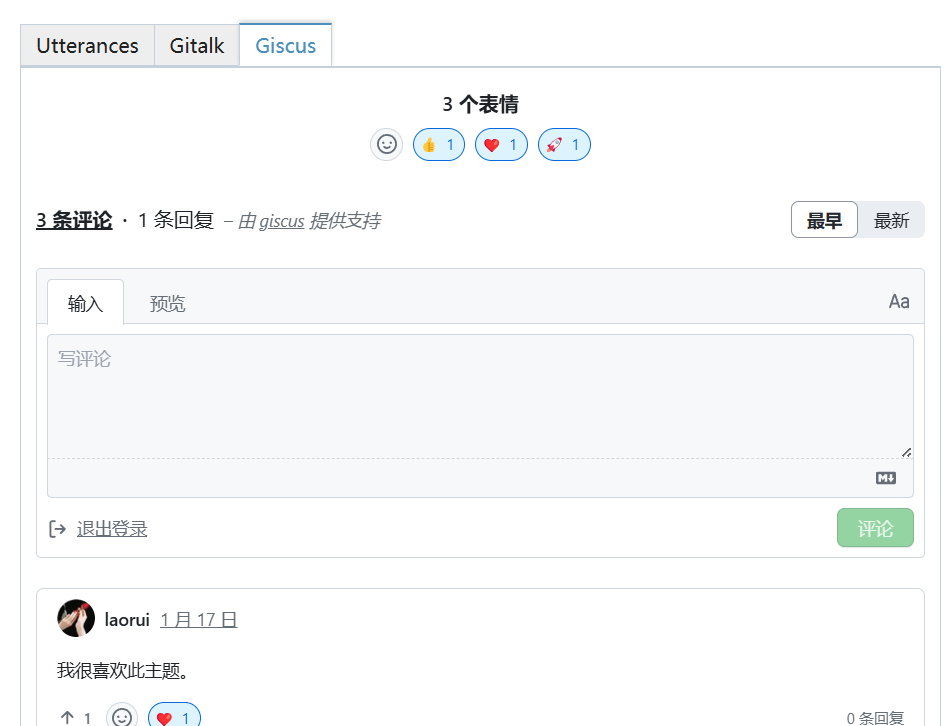 Utterances Gitalk Giscus
3 个表情
👍 1 ❤️ 1 🚀 1
3 条评论 · 1 条回复 – 由 giscus 提供支持 最早 最新
输入 预览 Aa
写评论
M↓
退出登录 评论
laorui 1 月 17 日
我很喜欢此主题。
↑ 1 ❤️ 1 0 条回复